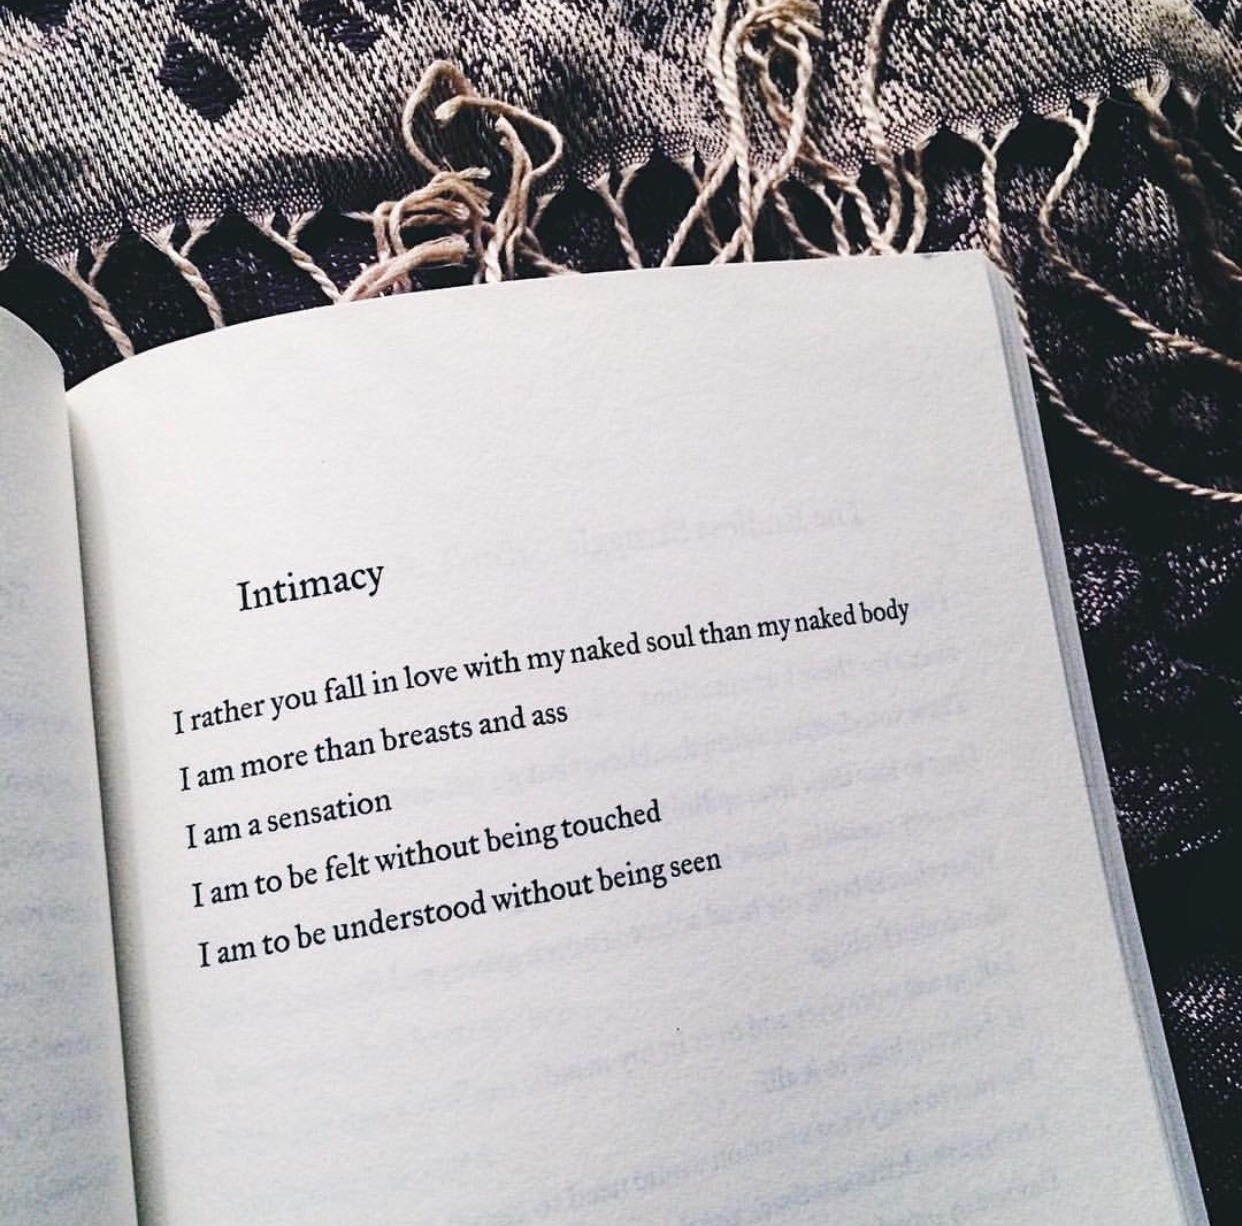 Intimacy
I rather you fall in love with my naked soul than my naked body
I am more than breasts and ass
I am a sensation
I am to be felt without being touched
I am to be understood without being seen